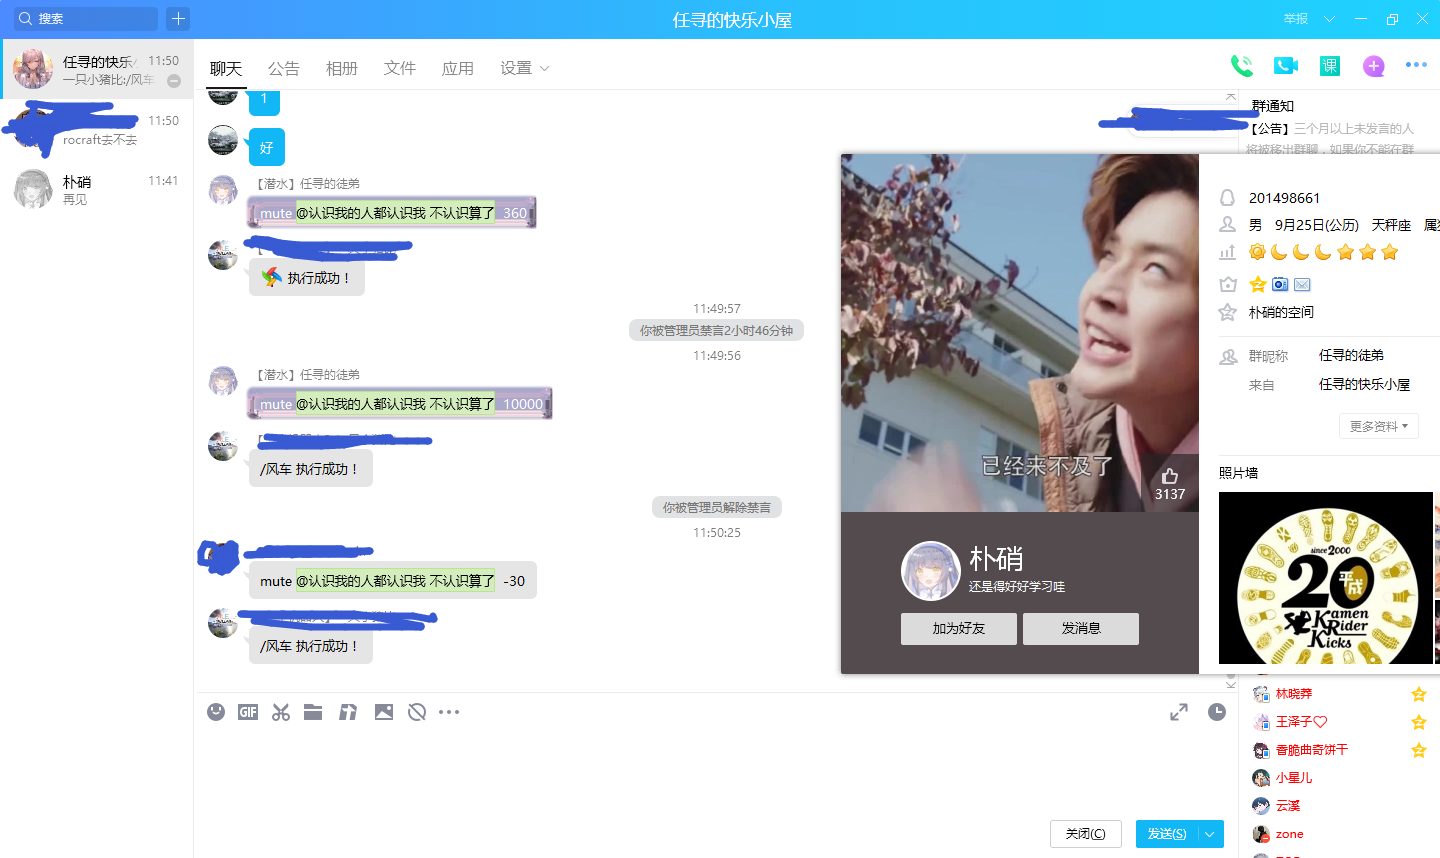 搜索
任寻的快乐小屋
举报
任寻的快乐
11:50
一只小猪比:/风车
11:50
rocraft去不去
朴硝
11:41
再见
聊天 公告 相册 文件 应用 设置
课
1
好
【潜水】任寻的徒弟
mute @认识我的人都认识我 不认识算了 360
执行成功！
11:49:57
你被管理员禁言2小时46分钟
11:49:56
【潜水】任寻的徒弟
mute @认识我的人都认识我 不认识算了 10000
/风车 执行成功！
你被管理员解除禁言
11:50:25
mute @认识我的人都认识我 不认识算了 -30
/风车 执行成功！
GIF
关闭(C)
发送(S)
群通知
【公告】三个月以上未发言的人
将被移出群聊，如果你不能在群
已经来不及了
3137
朴硝
还是得好好学习哇
加为好友
发消息
201498661
男 9月25日(公历) 天秤座
朴硝的空间
群昵称 任寻的徒弟
来自 任寻的快乐小屋
更多资料
照片墙
since 2000
20
平成
Kamen
Rider
Kicks
林晓荞
王泽子♡
香脆曲奇饼干
小星儿
云溪
zone